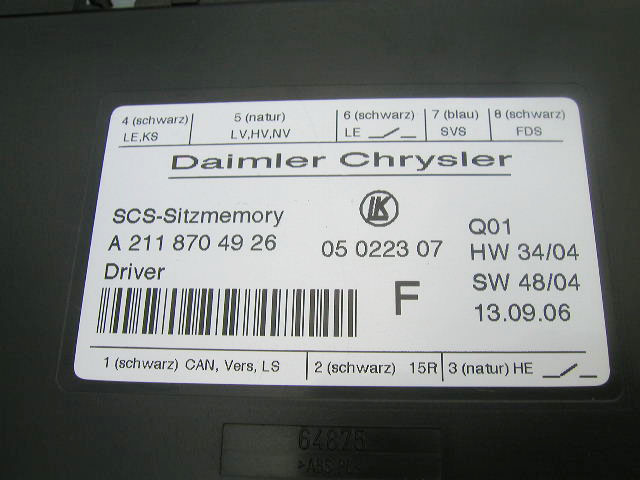 4 (schwarz) 5 (natur) 6 (schwarz) 7 (blau) 8 (schwarz)
LE,KS LV,HV,NV LE SVS FDS
Daimler Chrysler
LK
SCS-Sitzmemory Q01
A 211 870 49 26 05 0223 07 HW 34/04
Driver F SW 48/04
13.09.06
1 (schwarz) CAN, Vers, LS 2 (schwarz) 15R 3 (natur) HE
64875